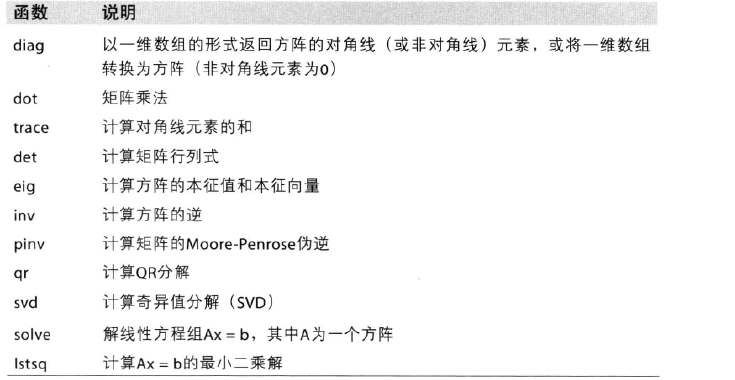 函数 说明
diag 以一维数组的形式返回方阵的对角线（或非对角线）元素，或将一维数组
转换为方阵（非对角线元素为0）
dot 矩阵乘法
trace 计算对角线元素的和
det 计算矩阵行列式
eig 计算方阵的本征值和本征向量
inv 计算方阵的逆
pinv 计算矩阵的Moore-Penrose伪逆
qr 计算QR分解
svd 计算奇异值分解（SVD）
solve 解线性方程组Ax = b，其中A为一个方阵
lstsq 计算Ax = b的最小二乘解